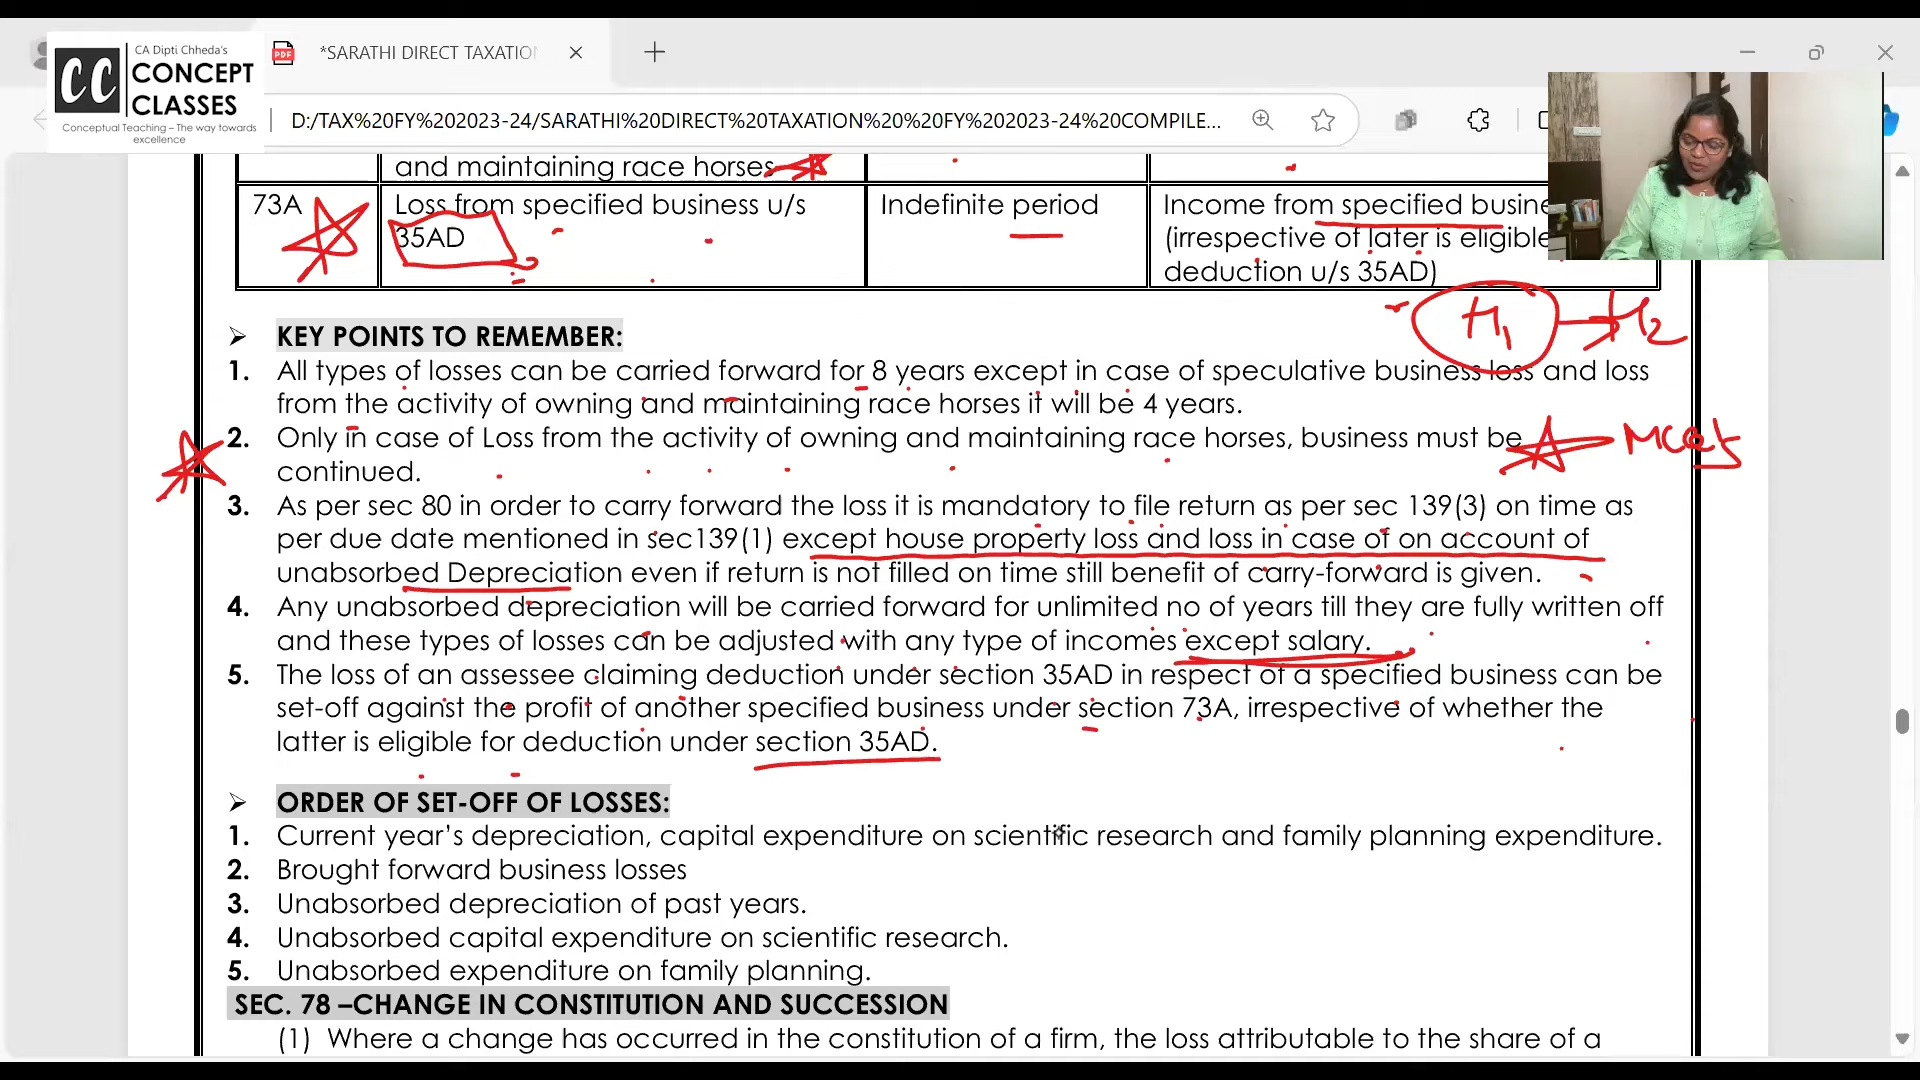 CA Dipti Chheda's
CC CONCEPT
CLASSES
Conceptual Teaching – The way towards
excellence
*SARATHI DIRECT TAXATIO
D:/TAX%20FY%202023-24/SARATHI%20DIRECT%20TAXATION%20%20FY%202023-24%20COMPILE...
and maintaining race horses
73A Loss from specified business u/s Indefinite period Income from specified busine
35AD (irrespective of later is eligible
deduction u/s 35AD)
H1 → H2
➢ KEY POINTS TO REMEMBER:
1. All types of losses can be carried forward for 8 years except in case of speculative business loss and loss
from the activity of owning and maintaining race horses it will be 4 years.
2. Only in case of Loss from the activity of owning and maintaining race horses, business must be MCQs
continued.
3. As per sec 80 in order to carry forward the loss it is mandatory to file return as per sec 139(3) on time as
per due date mentioned in sec139(1) except house property loss and loss in case of on account of
unabsorbed Depreciation even if return is not filled on time still benefit of carry-forward is given.
4. Any unabsorbed depreciation will be carried forward for unlimited no of years till they are fully written off
and these types of losses can be adjusted with any type of incomes except salary.
5. The loss of an assessee claiming deduction under section 35AD in respect of a specified business can be
set-off against the profit of another specified business under section 73A, irrespective of whether the
latter is eligible for deduction under section 35AD.
➢ ORDER OF SET-OFF OF LOSSES:
1. Current year's depreciation, capital expenditure on scientific research and family planning expenditure.
2. Brought forward business losses
3. Unabsorbed depreciation of past years.
4. Unabsorbed capital expenditure on scientific research.
5. Unabsorbed expenditure on family planning.
SEC. 78 –CHANGE IN CONSTITUTION AND SUCCESSION
(1) Where a change has occurred in the constitution of a firm, the loss attributable to the share of a